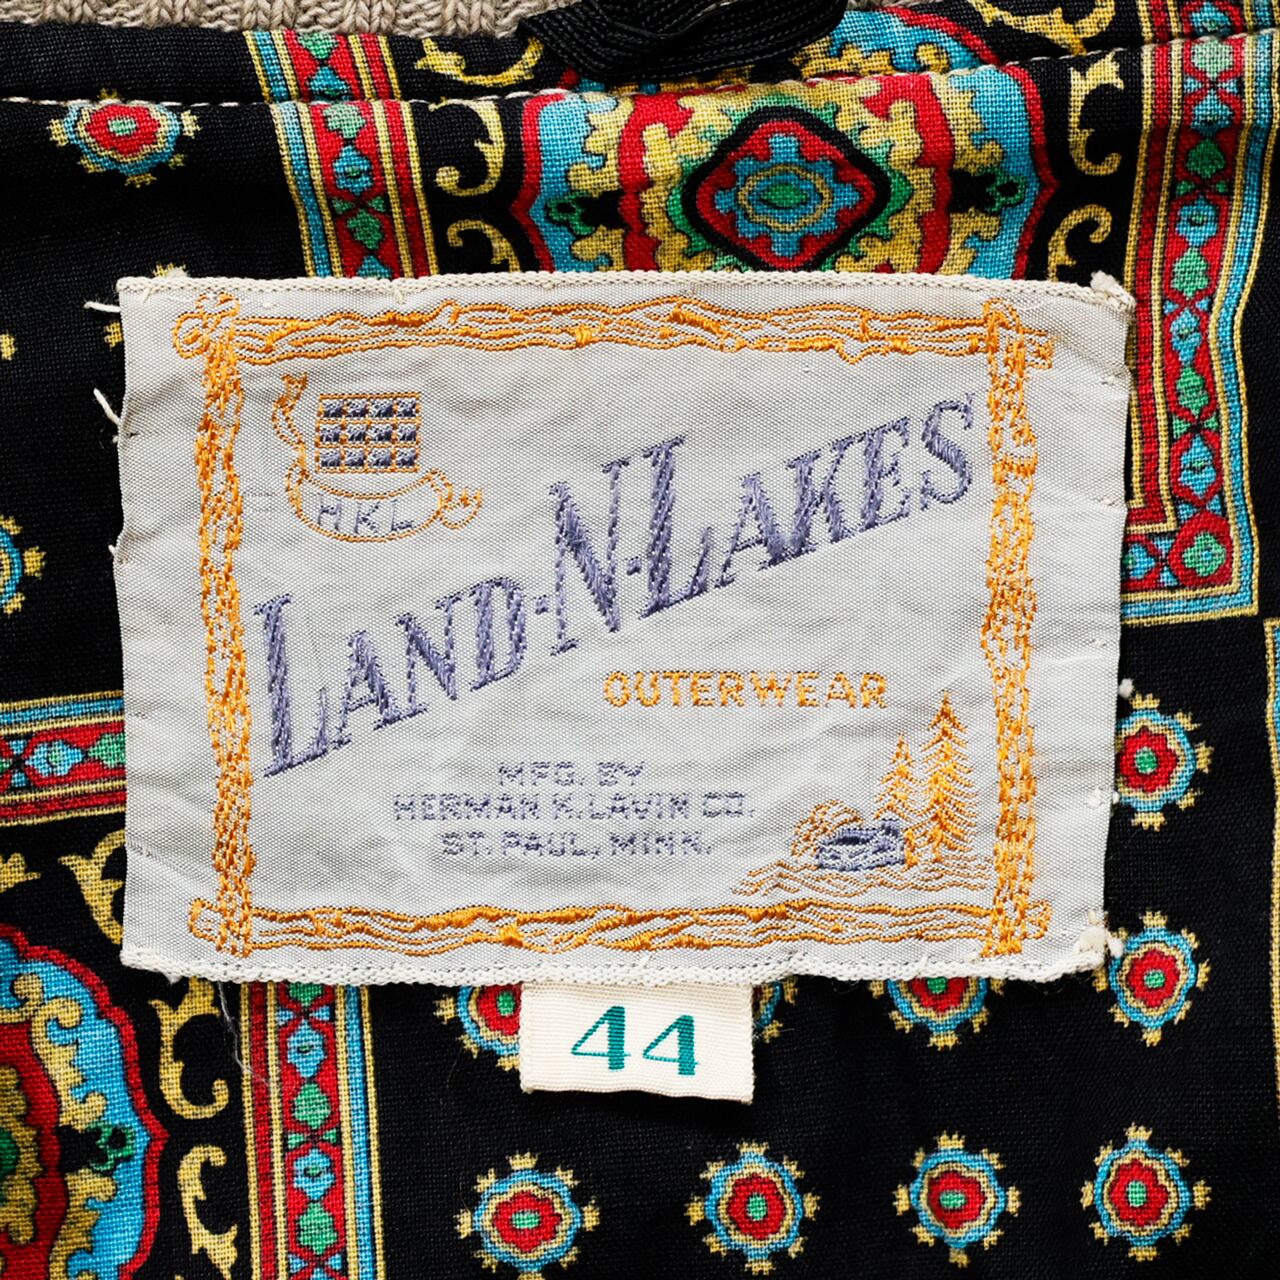 HKL
LAND-N-LAKES
OUTERWEAR
MFG. BY
HERMAN K. LAVIN CO.
ST. PAUL, MINN.
44